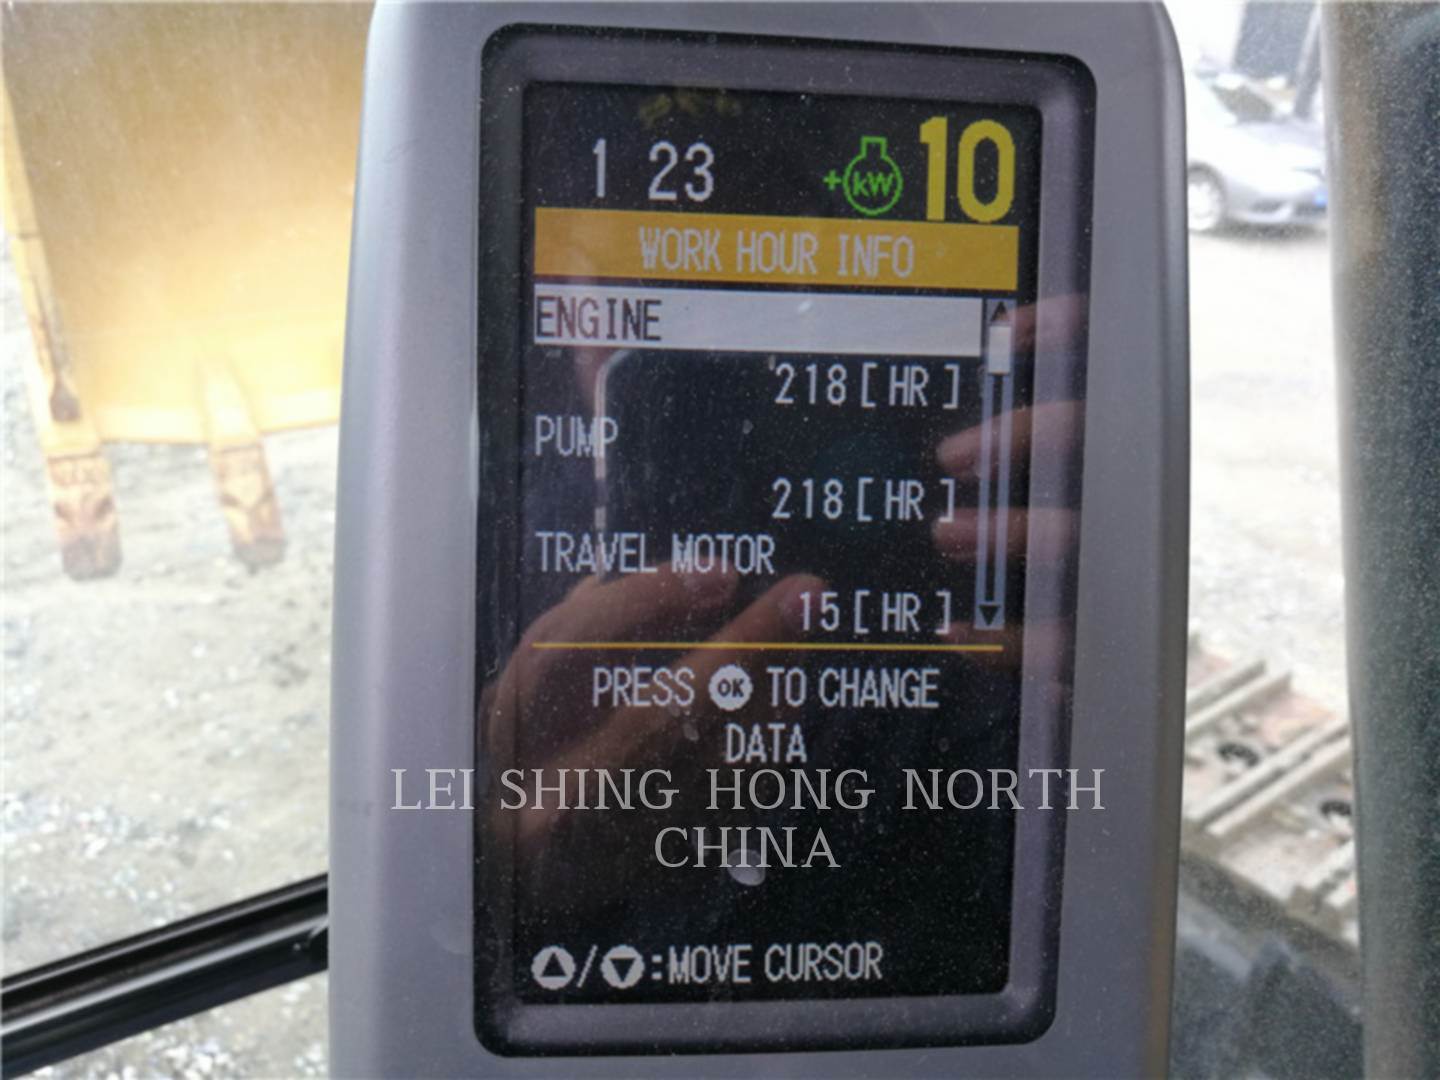 1 23 +kW 10
WORK HOUR INFO
ENGINE
218[HR]
PUMP
218[HR]
TRAVEL MOTOR
15[HR]
PRESS OK TO CHANGE
DATA
LEI SHING HONG NORTH
CHINA
/ :MOVE CURSOR